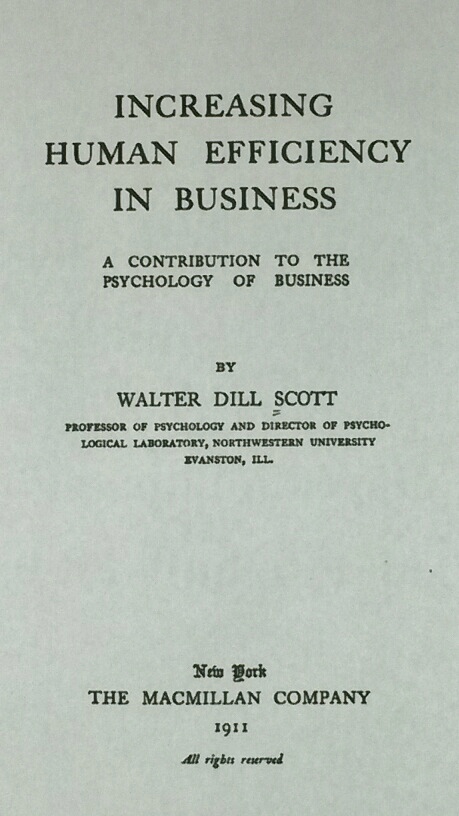 INCREASING
HUMAN EFFICIENCY
IN BUSINESS
A CONTRIBUTION TO THE
PSYCHOLOGY OF BUSINESS
BY
WALTER DILL SCOTT
PROFESSOR OF PSYCHOLOGY AND DIRECTOR OF PSYCHO-
LOGICAL LABORATORY, NORTHWESTERN UNIVERSITY
EVANSTON, ILL.
New York
THE MACMILLAN COMPANY
1911
All rights reserved